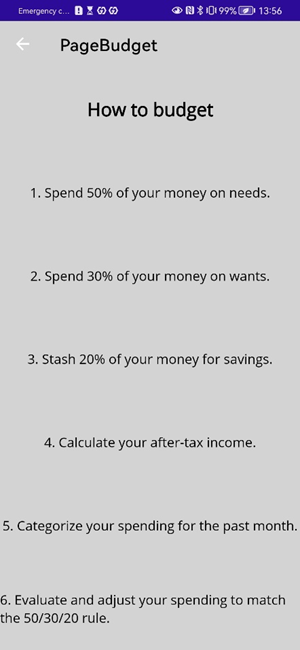 Emergency c... 99% 13:56
PageBudget
How to budget
1. Spend 50% of your money on needs.
2. Spend 30% of your money on wants.
3. Stash 20% of your money for savings.
4. Calculate your after-tax income.
5. Categorize your spending for the past month.
6. Evaluate and adjust your spending to match
the 50/30/20 rule.